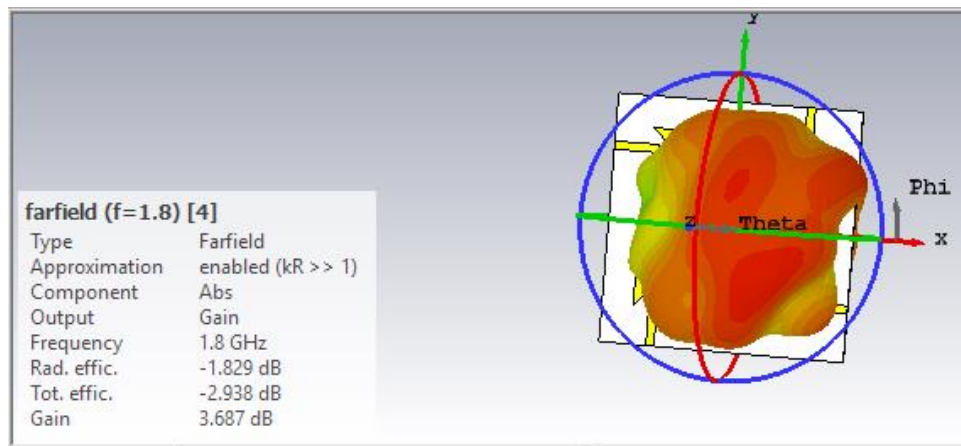 y
Phi
z
Theta
x
farfield (f=1.8) [4]
Type Farfield
Approximation enabled (kR >> 1)
Component Abs
Output Gain
Frequency 1.8 GHz
Rad. effic. -1.829 dB
Tot. effic. -2.938 dB
Gain 3.687 dB